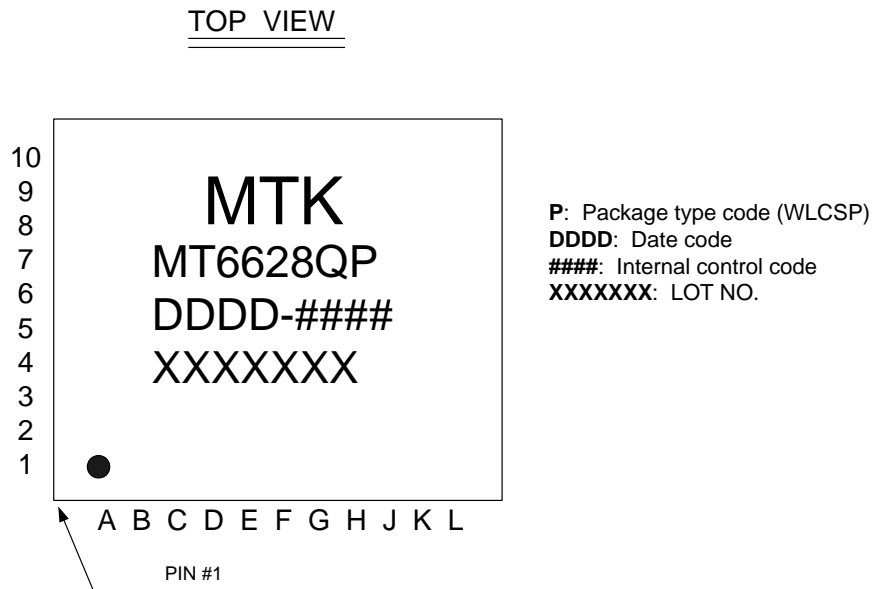 TOP VIEW
10
9
8
7
6
5
4
3
2
1
MTK
MT6628QP
DDDD-####
XXXXXXX
A B C D E F G H J K L
PIN #1
P: Package type code (WLCSP)
DDDD: Date code
####: Internal control code
XXXXXXX: LOT NO.